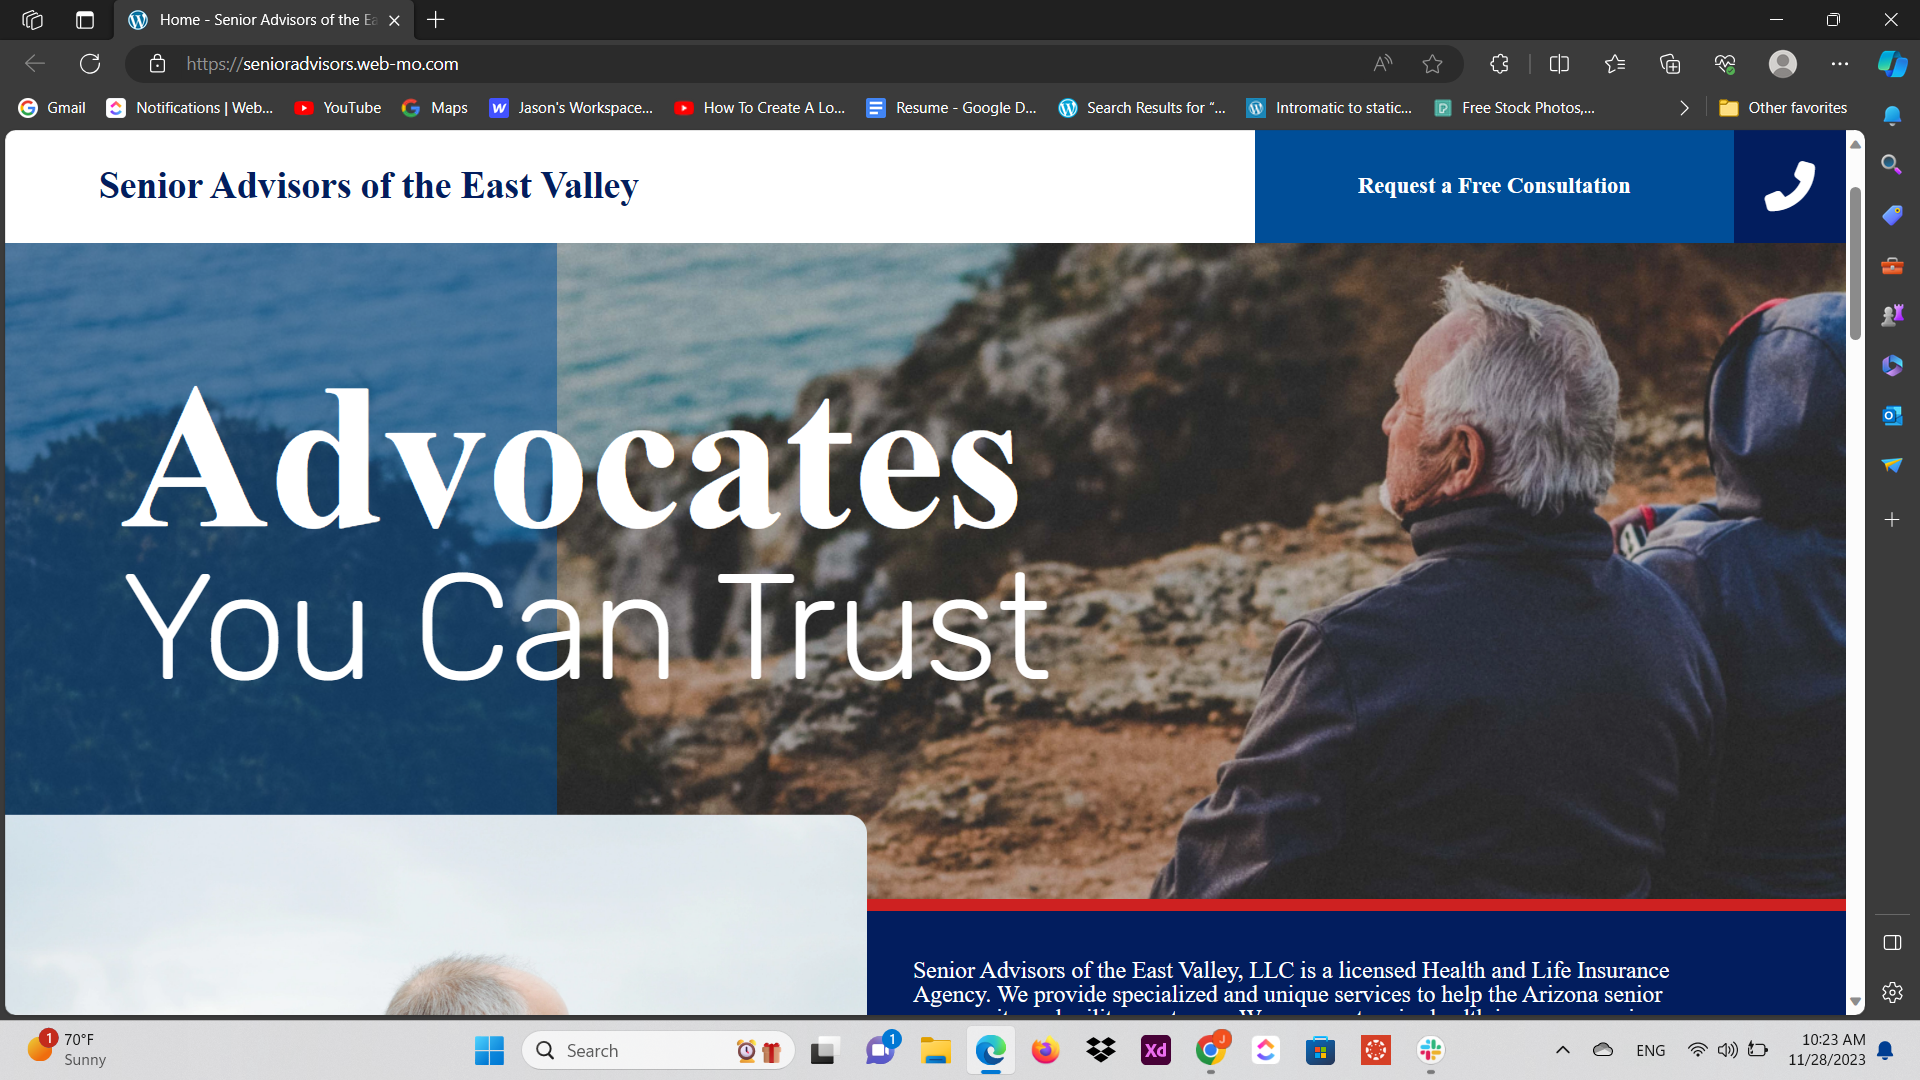 Home - Senior Advisors of the Ea
https://senioradvisors.web-mo.com
Gmail
Notifications | Web...
YouTube
Maps
Jason's Workspace...
How To Create A Lo...
Resume - Google D...
Search Results for “...
Intromatic to static...
Free Stock Photos,...
Other favorites
Senior Advisors of the East Valley
Request a Free Consultation
Advocates
You Can Trust
Senior Advisors of the East Valley, LLC is a licensed Health and Life Insurance
Agency. We provide specialized and unique services to help the Arizona senior
1
70°F
Sunny
Search
1
Xd
J
ENG
10:23 AM
11/28/2023